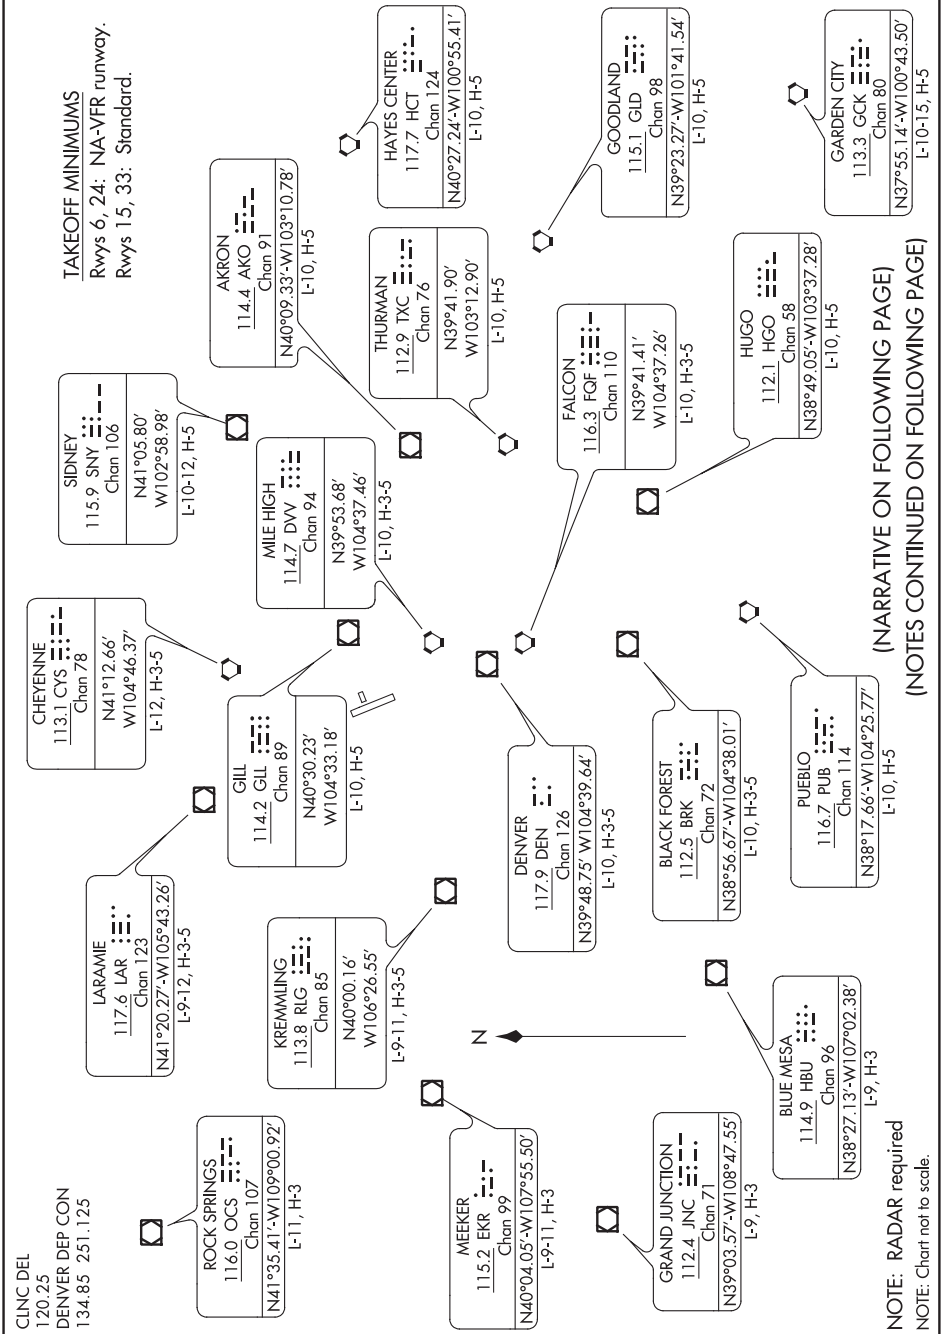 CLNC DEL
120.25
DENVER DEP CON
134.85 251.125
TAKEOFF MINIMUMS
Rwys 6, 24: NA-VFR runway.
Rwys 15, 33: Standard.
ROCK SPRINGS
116.0 OCS
Chan 107
N41°35.41'-W109°00.92'
L-11, H-3
LARAMIE
117.6 LAR
Chan 123
N41°20.27'-W105°43.26'
L-9-12, H-3-5
CHEYENNE
113.1 CYS
Chan 78
N41°12.66'
W104°46.37'
L-12, H-3-5
SIDNEY
115.9 SNY
Chan 106
N41°05.80'
W102°58.98'
L-10-12, H-5
AKRON
114.4 AKO
Chan 91
N40°09.33'-W103°10.78'
L-10, H-5
HAYES CENTER
117.7 HCT
Chan 124
N40°27.24'-W100°55.41'
L-10, H-5
GILL
114.2 GLL
Chan 89
N40°30.23'
W104°33.18'
L-10, H-5
MILE HIGH
114.7 DVV
Chan 94
N39°53.68'
W104°37.46'
L-10, H-3-5
KREMMLING
113.8 RLG
Chan 85
N40°00.16'
W106°26.55'
L-9-11, H-3-5
THURMAN
112.9 TXC
Chan 76
N39°41.90'
W103°12.90'
L-10, H-5
GOODLAND
115.1 GLD
Chan 98
N39°23.27'-W101°41.54'
L-10, H-5
N
MEEKER
115.2 EKR
Chan 99
N40°04.05'-W107°55.50'
L-9-11, H-3
DENVER
117.9 DEN
Chan 126
N39°48.75' W104°39.64'
L-10, H-3-5
FALCON
116.3 FQF
Chan 110
N39°41.41'
W104°37.26'
L-10, H-3-5
GRAND JUNCTION
112.4 JNC
Chan 71
N39°03.57'-W108°47.55'
L-9, H-3
BLACK FOREST
112.5 BRK
Chan 72
N38°56.67'-W104°38.01'
L-10, H-3-5
HUGO
112.1 HGO
Chan 58
N38°49.05'-W103°37.28'
L-10, H-5
GARDEN CITY
113.3 GCK
Chan 80
N37°55.14'-W100°43.50'
L-10-15, H-5
BLUE MESA
114.9 HBU
Chan 96
N38°27.13'-W107°02.38'
L-9, H-3
PUEBLO
116.7 PUB
Chan 114
N38°17.66'-W104°25.77'
L-10, H-5
NOTE: RADAR required
NOTE: Chart not to scale.
(NARRATIVE ON FOLLOWING PAGE)
(NOTES CONTINUED ON FOLLOWING PAGE)